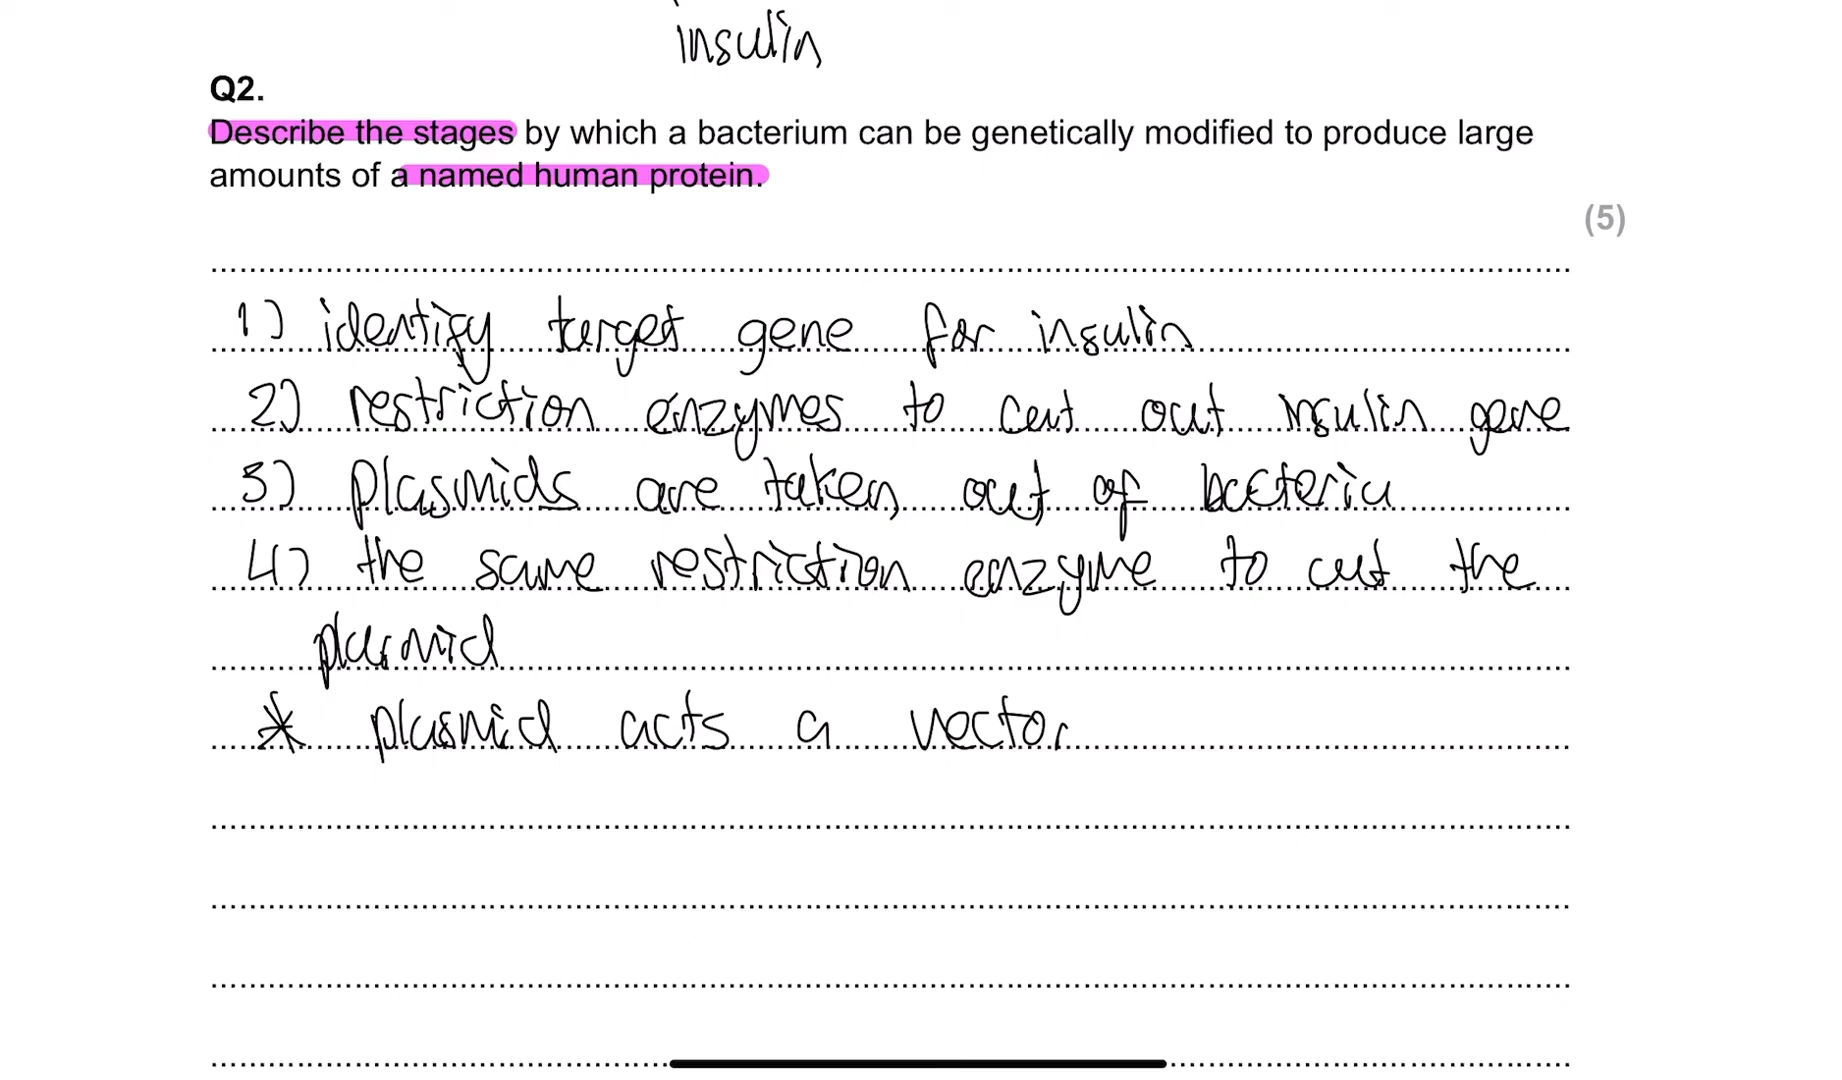 insulin
Q2.
Describe the stages by which a bacterium can be genetically modified to produce large
amounts of a named human protein.
(5)
1) identify target gene for insulin
2) restriction enzymes to cut out insulin gene
3) plasmids are taken out of bacteria
4) the same restriction enzyme to cut the
plasmid
* plasmid acts a vector